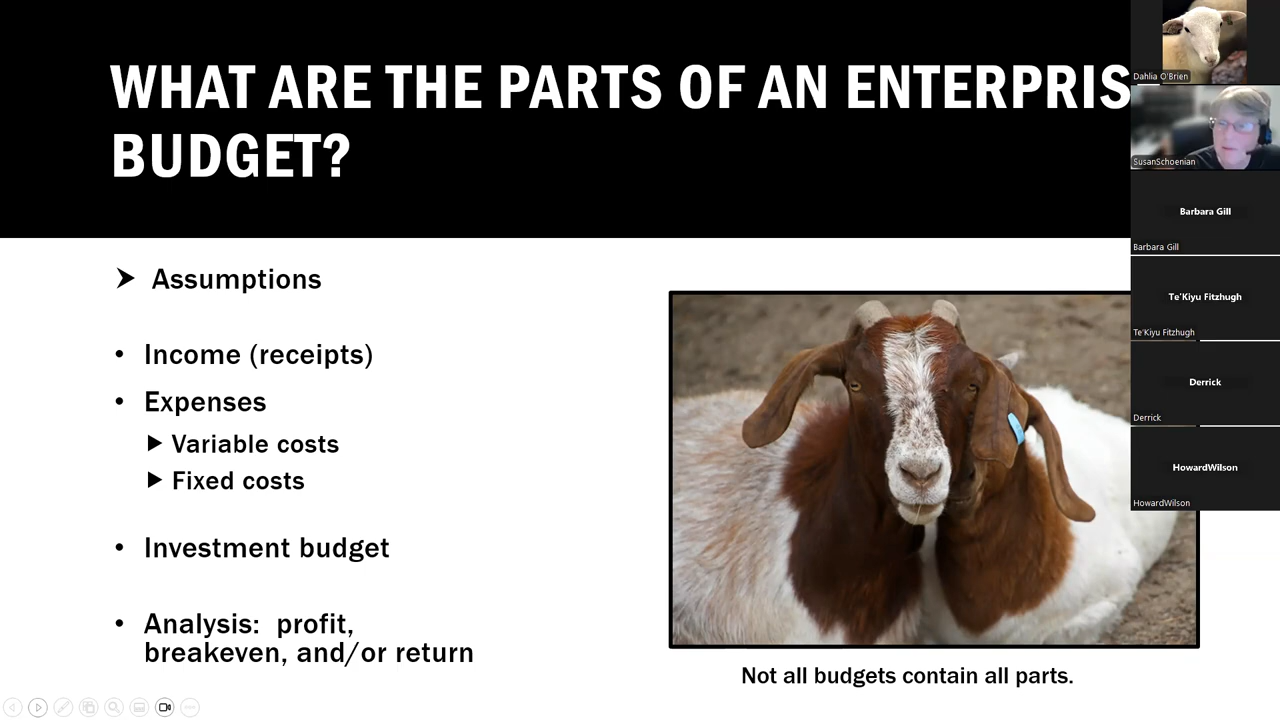 WHAT ARE THE PARTS OF AN ENTERPRIS
BUDGET?
Assumptions
• Income (receipts)
• Expenses
Variable costs
Fixed costs
• Investment budget
• Analysis: profit,
breakeven, and/or return
Not all budgets contain all parts.
Dahlia O'Brien
SusanSchoenian
Barbara Gill
Barbara Gill
Te'Kiyu Fitzhugh
Te'Kiyu Fitzhugh
Derrick
Derrick
HowardWilson
HowardWilson